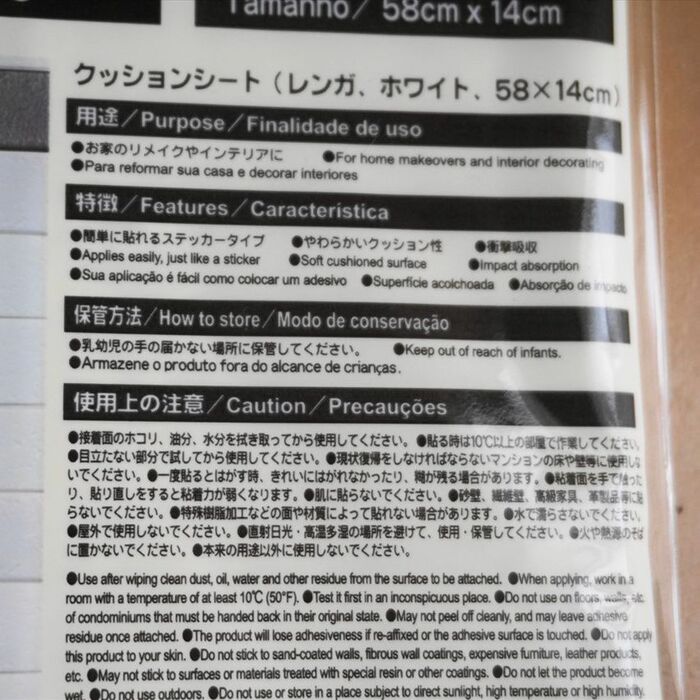 Tamanho/ 58cm x 14cm
クッションシート（レンガ、ホワイト、58×14cm）
用途/Purpose/Finalidade de uso
●お家のリメイクやインテリアに ●For home makeovers and interior decorating
●Para reformar sua casa e decorar interiores
特徴/Features/Característica
●簡単に貼れるステッカータイプ ●やわらかいクッション性 ●衝撃吸収
●Applies easily, just like a sticker ●Soft cushioned surface ●Impact absorption
●Sua aplicação é fácil como colocar um adesivo ●Superfície acolchoada ●Absorção de impacto
保管方法/How to store/Modo de conservação
●乳幼児の手の届かない場所に保管してください。 ●Keep out of reach of infants.
●Armazene o produto fora do alcance de crianças.
使用上の注意/Caution/Precauções
●接着面のホコリ、油分、水分を拭き取ってから使用してください。●貼る時は10℃以上の部屋で作業してください。
●目立たない部分で試してから使用してください。●現状復帰をしなければならないマンションの床や壁等に使用しな
いでください。●一度貼るとはがす時、きれいにはがれなかったり、糊が残る場合があります。●粘着面を手で触った
り、貼り直しをすると粘着力が弱くなります。●肌に貼らないでください。●砂壁、繊維壁、高級家具、革製品等に貼
らないでください。●特殊樹脂加工などの面や材質によって貼れない場合があります。●水で濡らさないでください。
●屋外で使用しないでください。●直射日光・高温多湿の場所を避けて、使用・保管してください。●火や熱源のそば
に置かないでください。●本来の用途以外に使用しないでください。
●Use after wiping clean dust, oil, water and other residue from the surface to be attached. ●When applying, work in a
room with a temperature of at least 10℃ (50°F). ●Test it first in an inconspicuous place. ●Do not use on floors, walls, etc.
of condominiums that must be handed back in their original state. ●May not peel off cleanly, and may leave adhesive
residue once attached. ●The product will lose adhesiveness if re-affixed or the adhesive surface is touched. ●Do not apply
this product to your skin. ●Do not stick to sand-coated walls, fibrous wall coatings, expensive furniture, leather products,
etc. ●May not stick to surfaces or materials treated with special resin or other coatings. ●Do not let the product become
wet. ●Do not use outdoors. ●Do not use or store in a place subject to direct sunlight, high temperature or high humidity.